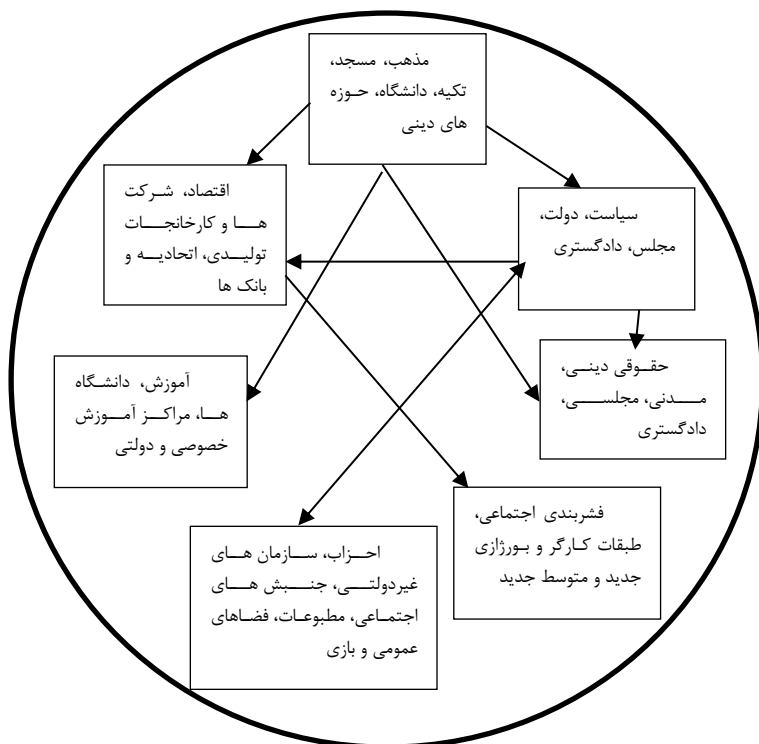 مذهب، مسجد،
تکیه، دانشگاه، حوزه
های دینی
اقتصاد، شرکت
ها و کارخانجات
تولیدی، اتحادیه و
بانک ها
سیاست، دولت،
مجلس، دادگستری
آموزش، دانشگاه
ها، مراکز آموزش
خصوصی و دولتی
حقوقی دینی،
مدنی، مجلسی،
دادگستری
احزاب، سازمان های
غیردولتی، جنبش های
اجتماعی، مطبوعات، فضاهای
عمومی و بازی
فشربندی اجتماعی،
طبقات کارگر و بورژازی
جدید و متوسط جدید